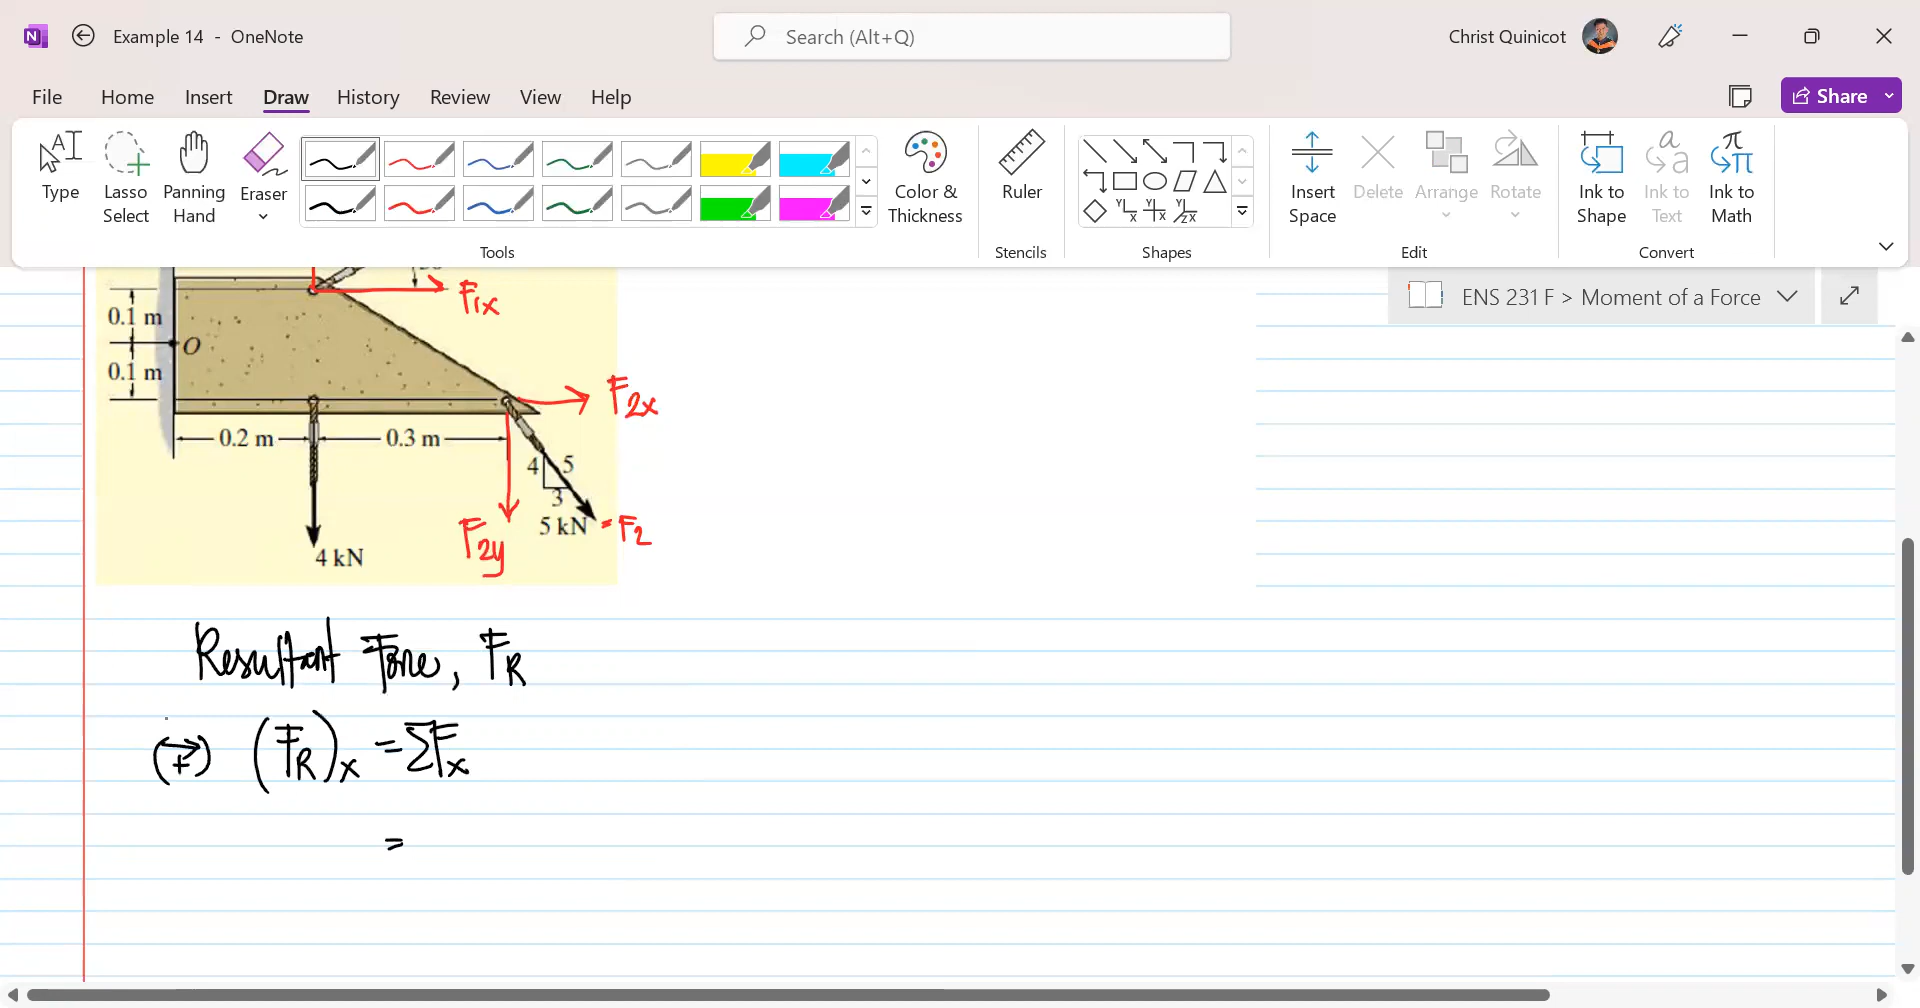 Example 14 - OneNote
Search (Alt+Q)
Christ Quinicot
File Home Insert Draw History Review View Help
Share
Type
Lasso Select
Panning Hand
Eraser
Color & Thickness
Ruler
Insert Space
Delete
Arrange
Rotate
Ink to Shape
Ink to Text
Ink to Math
Tools
Stencils
Shapes
Edit
Convert
ENS 231 F > Moment of a Force
F1x
0.1 m
O
0.1 m
F2x
0.2 m
0.3 m
4 5
3
F2y
5 kN = F2
4 kN
Resultant Force, FR
(→+) (FR)x = ΣFx
=